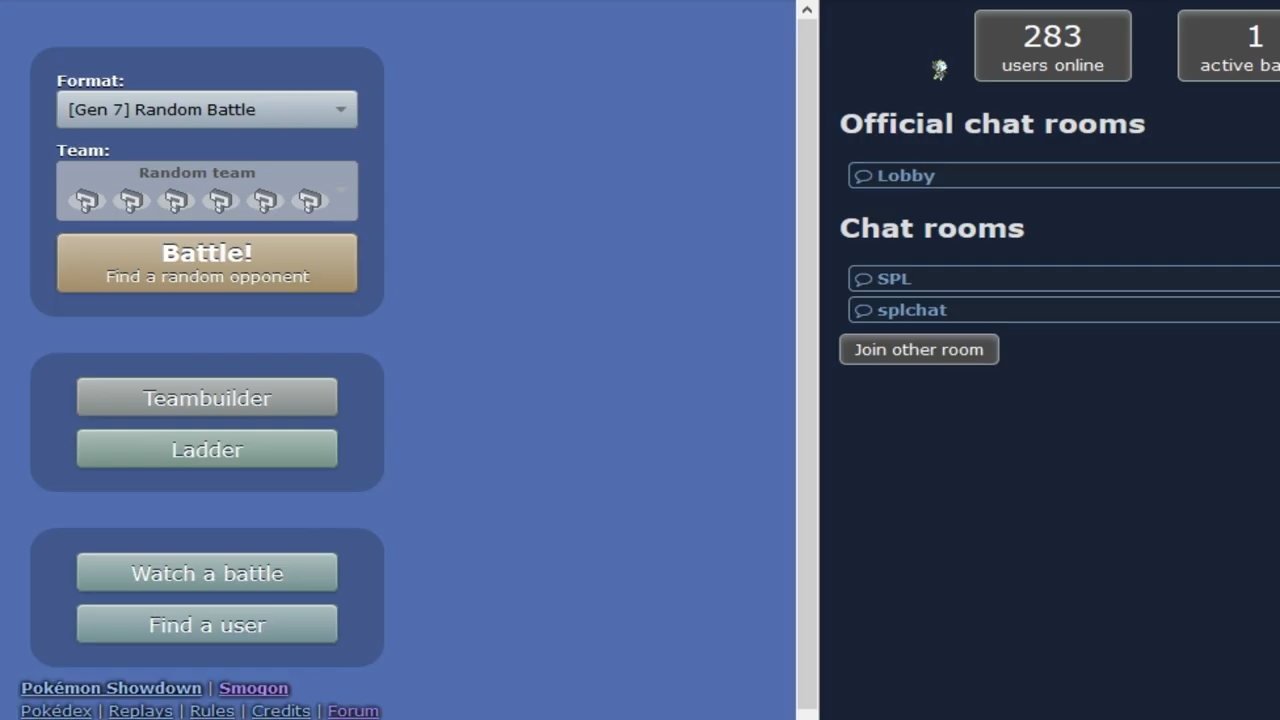 Format:
[Gen 7] Random Battle
Team:
Random team
Battle!
Find a random opponent
Teambuilder
Ladder
Watch a battle
Find a user
Pokémon Showdown | Smogon
Pokédex | Replays | Rules | Credits | Forum
283
users online
1
active ba
Official chat rooms
Lobby
Chat rooms
SPL
splchat
Join other room